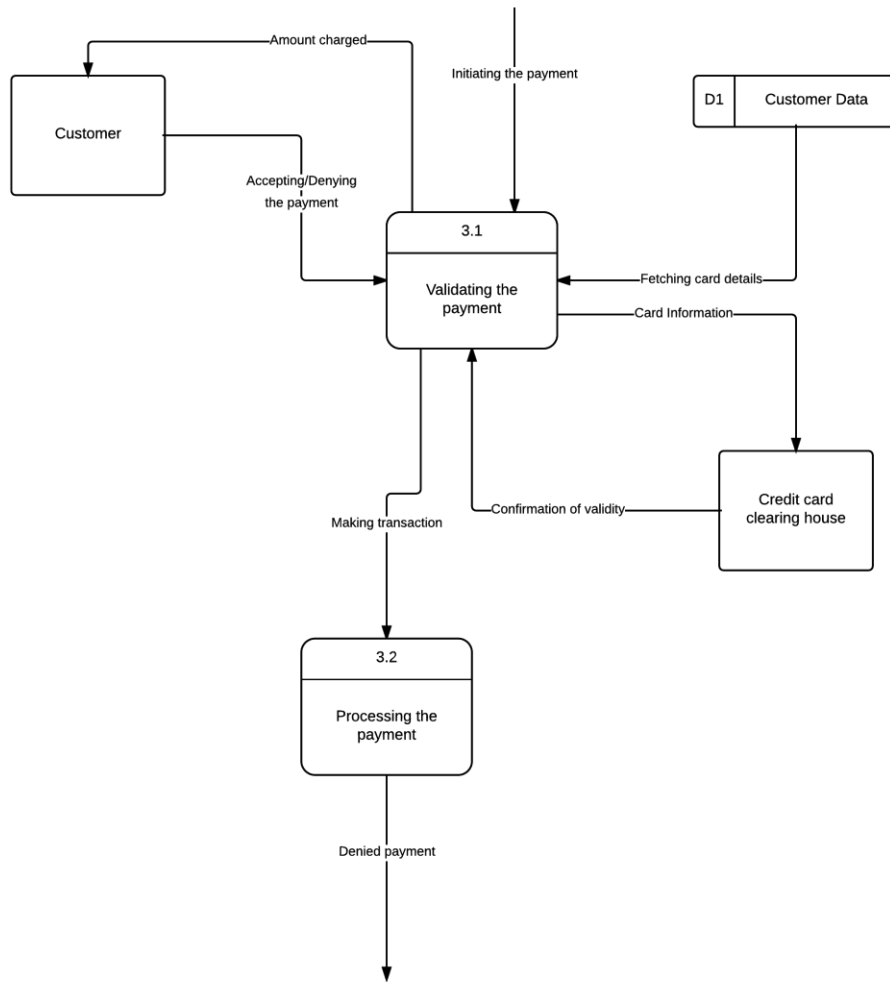 Amount charged
Initiating the payment
D1
Customer Data
Customer
Accepting/Denying
the payment
3.1
Validating the
payment
Fetching card details
Card Information
Credit card
clearing house
Confirmation of validity
Making transaction
3.2
Processing the
payment
Denied payment